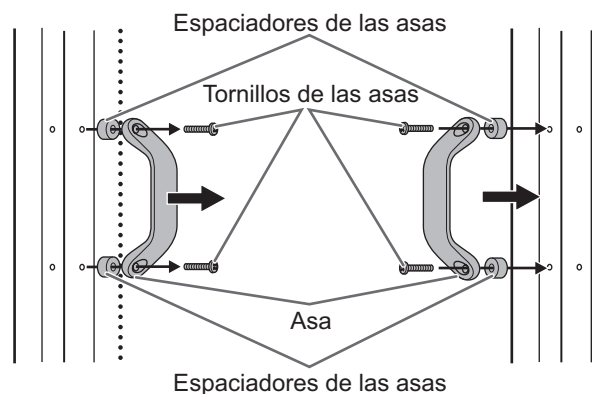 Espaciadores de las asas
Tornillos de las asas
Asa
Espaciadores de las asas